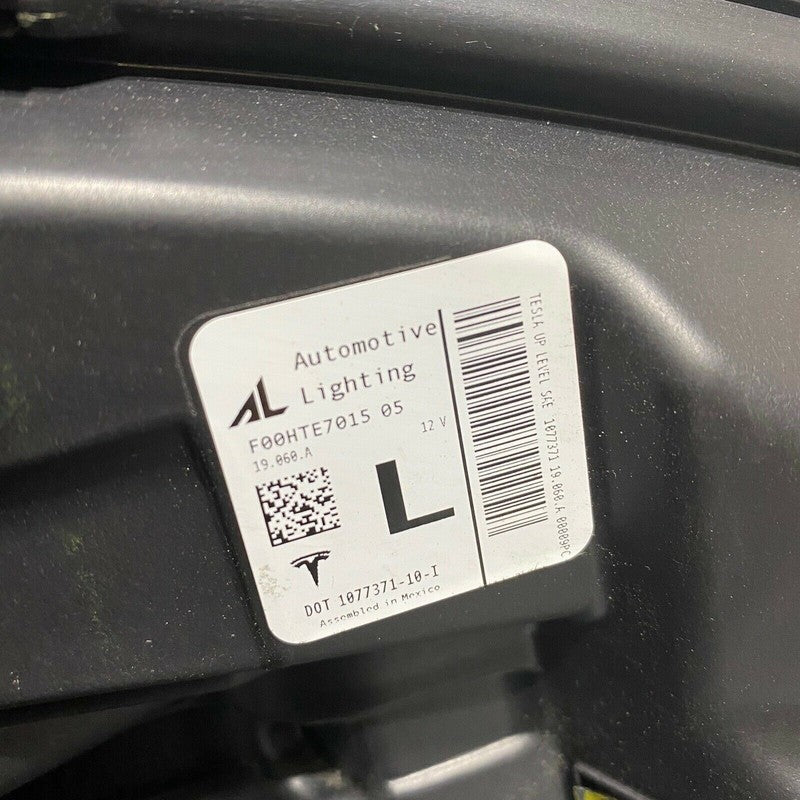 Automotive
Lighting
AL
F00HTE7015 05
19.060.A
12 V
L
DOT 1077371-10-I
Assembled in Mexico
TESLA UP LEVEL SAE 1077371 19.060.A 00009PC